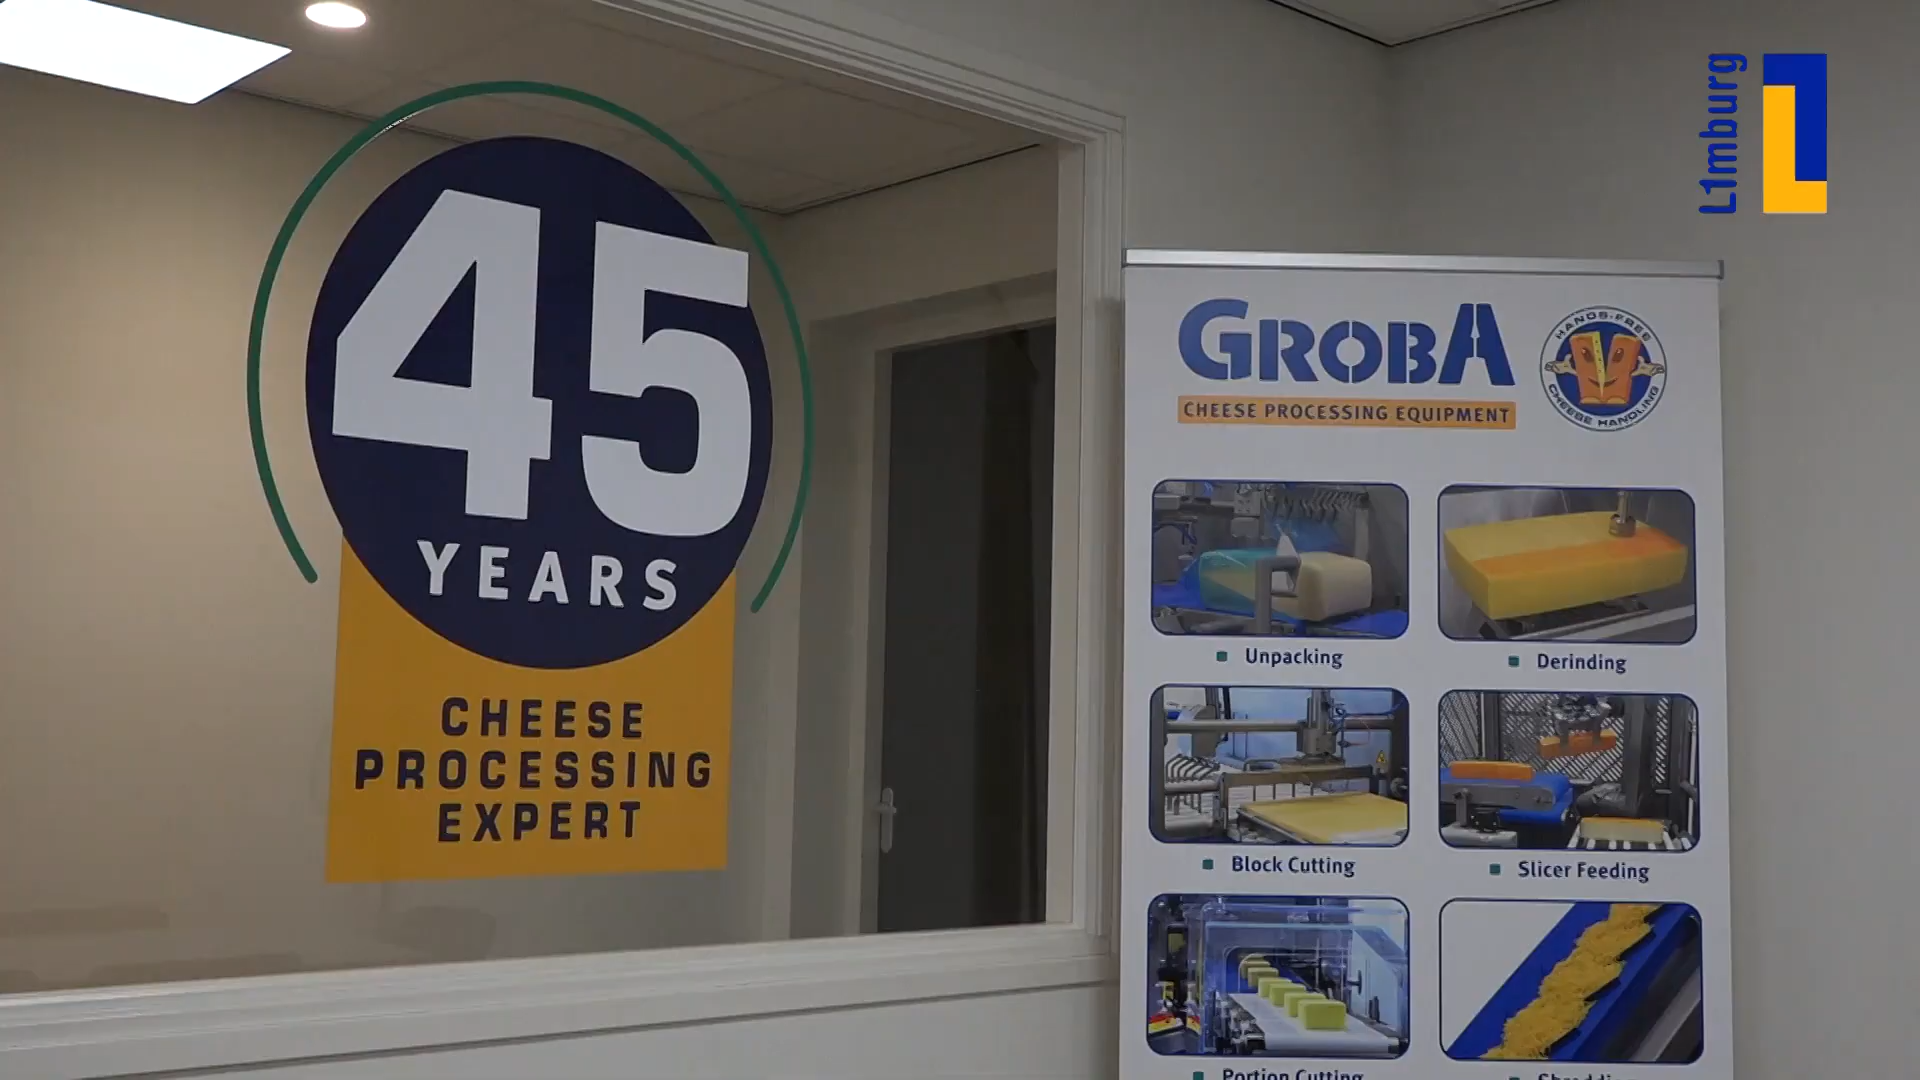 L1mburg
45
YEARS
CHEESE
PROCESSING
EXPERT
GROBA
CHEESE PROCESSING EQUIPMENT
HANDS-FREE
CHEESE HANDLING
Unpacking
Derinding
Block Cutting
Slicer Feeding
Portion Cutting